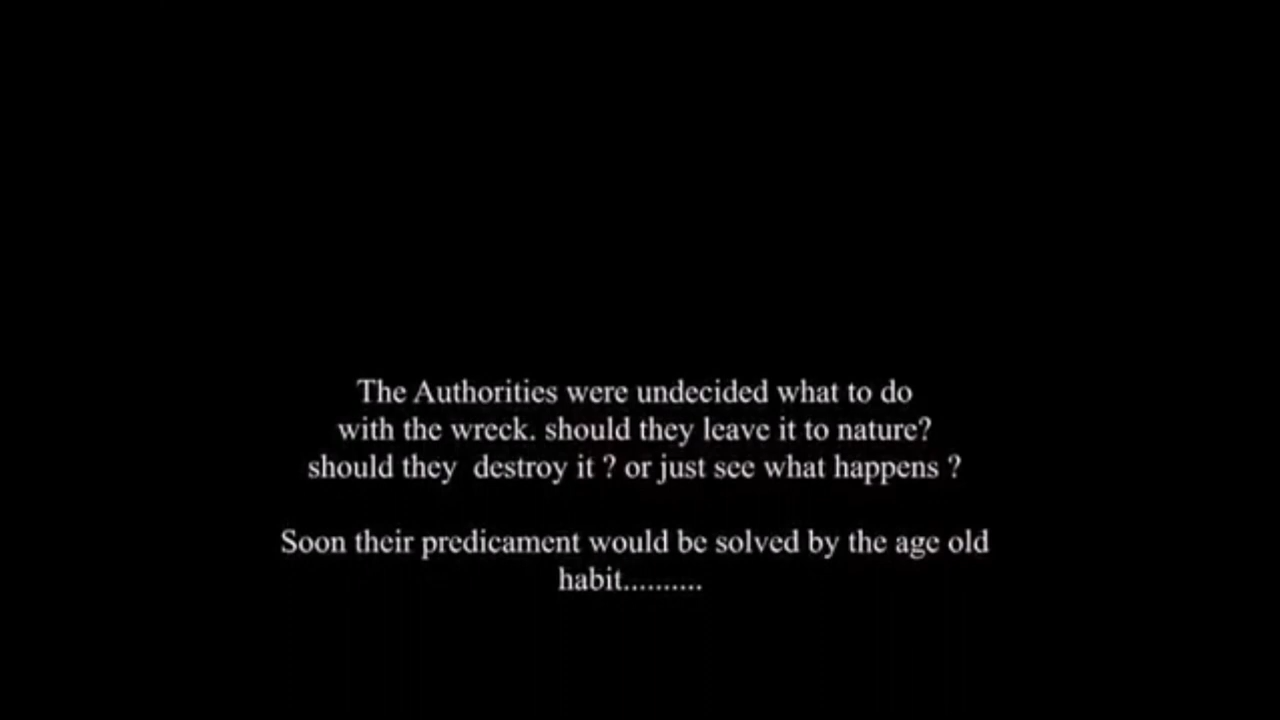 The Authorities were undecided what to do
with the wreck. should they leave it to nature?
should they  destroy it ? or just see what happens ?
Soon their predicament would be solved by the age old
habit..........